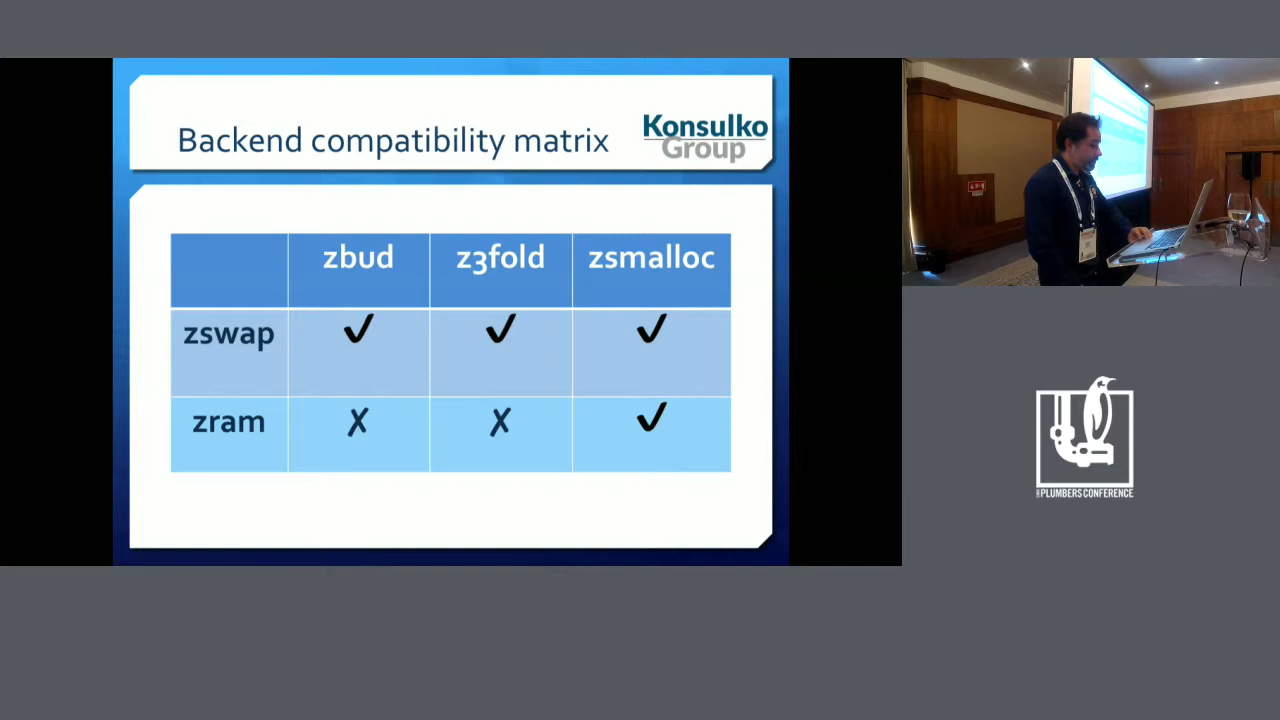 Backend compatibility matrix
Konsulko
Group
zbud z3fold zsmalloc
zswap ✔ ✔ ✔
zram ✗ ✗ ✔
PLUMBERS CONFERENCE